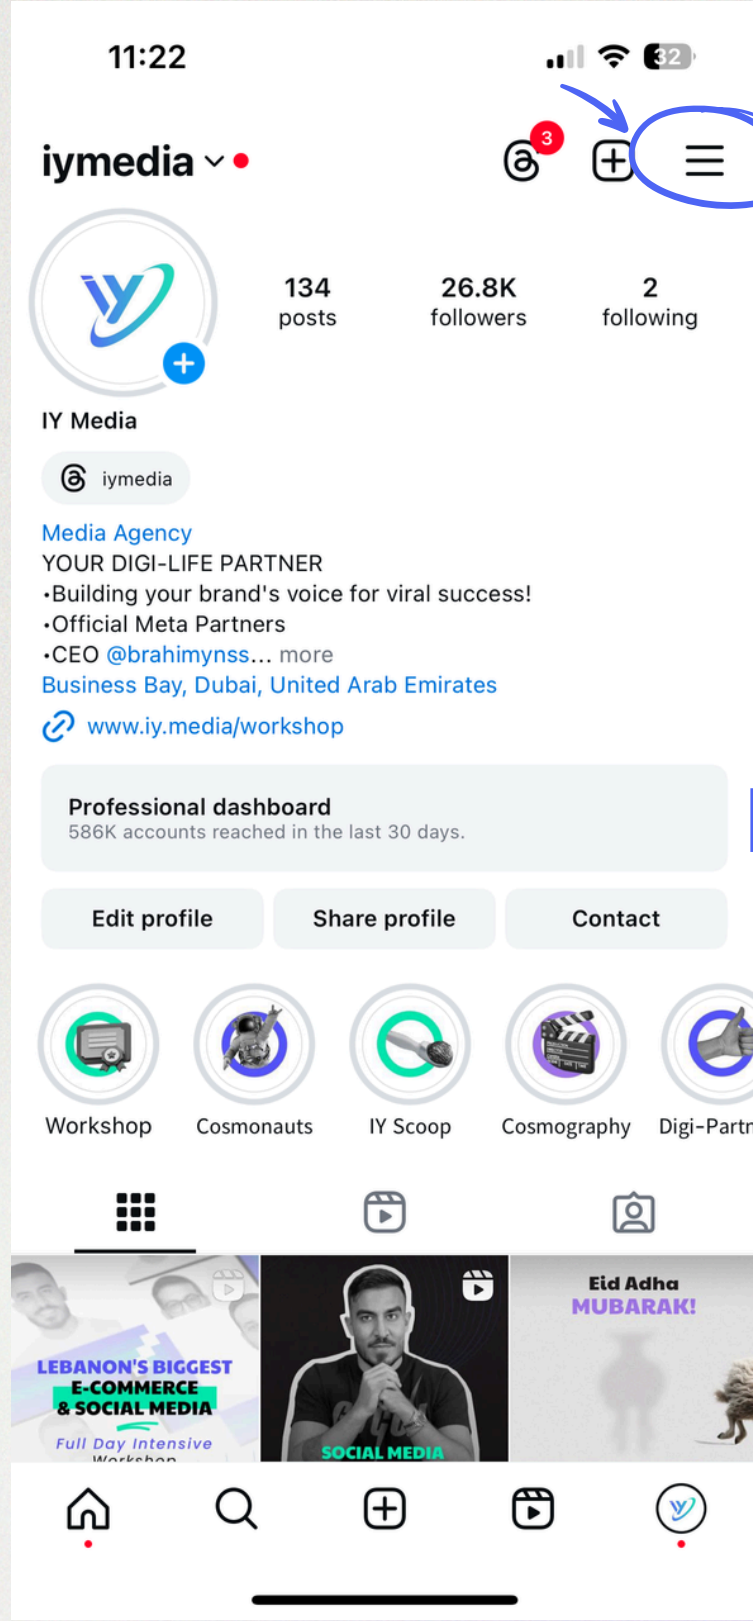 11:22
32
iymedia
3
134
posts
26.8K
followers
2
following
IY Media
iymedia
Media Agency
YOUR DIGI-LIFE PARTNER
•Building your brand's voice for viral success!
•Official Meta Partners
•CEO @brahimynss... more
Business Bay, Dubai, United Arab Emirates
www.iy.media/workshop
Professional dashboard
586K accounts reached in the last 30 days.
Edit profile
Share profile
Contact
Workshop
Cosmonauts
IY Scoop
Cosmography
Digi-Partn
LEBANON'S BIGGEST
E-COMMERCE
& SOCIAL MEDIA
Full Day Intensive
Workshop
SOCIAL MEDIA
Eid Adha
MUBARAK!